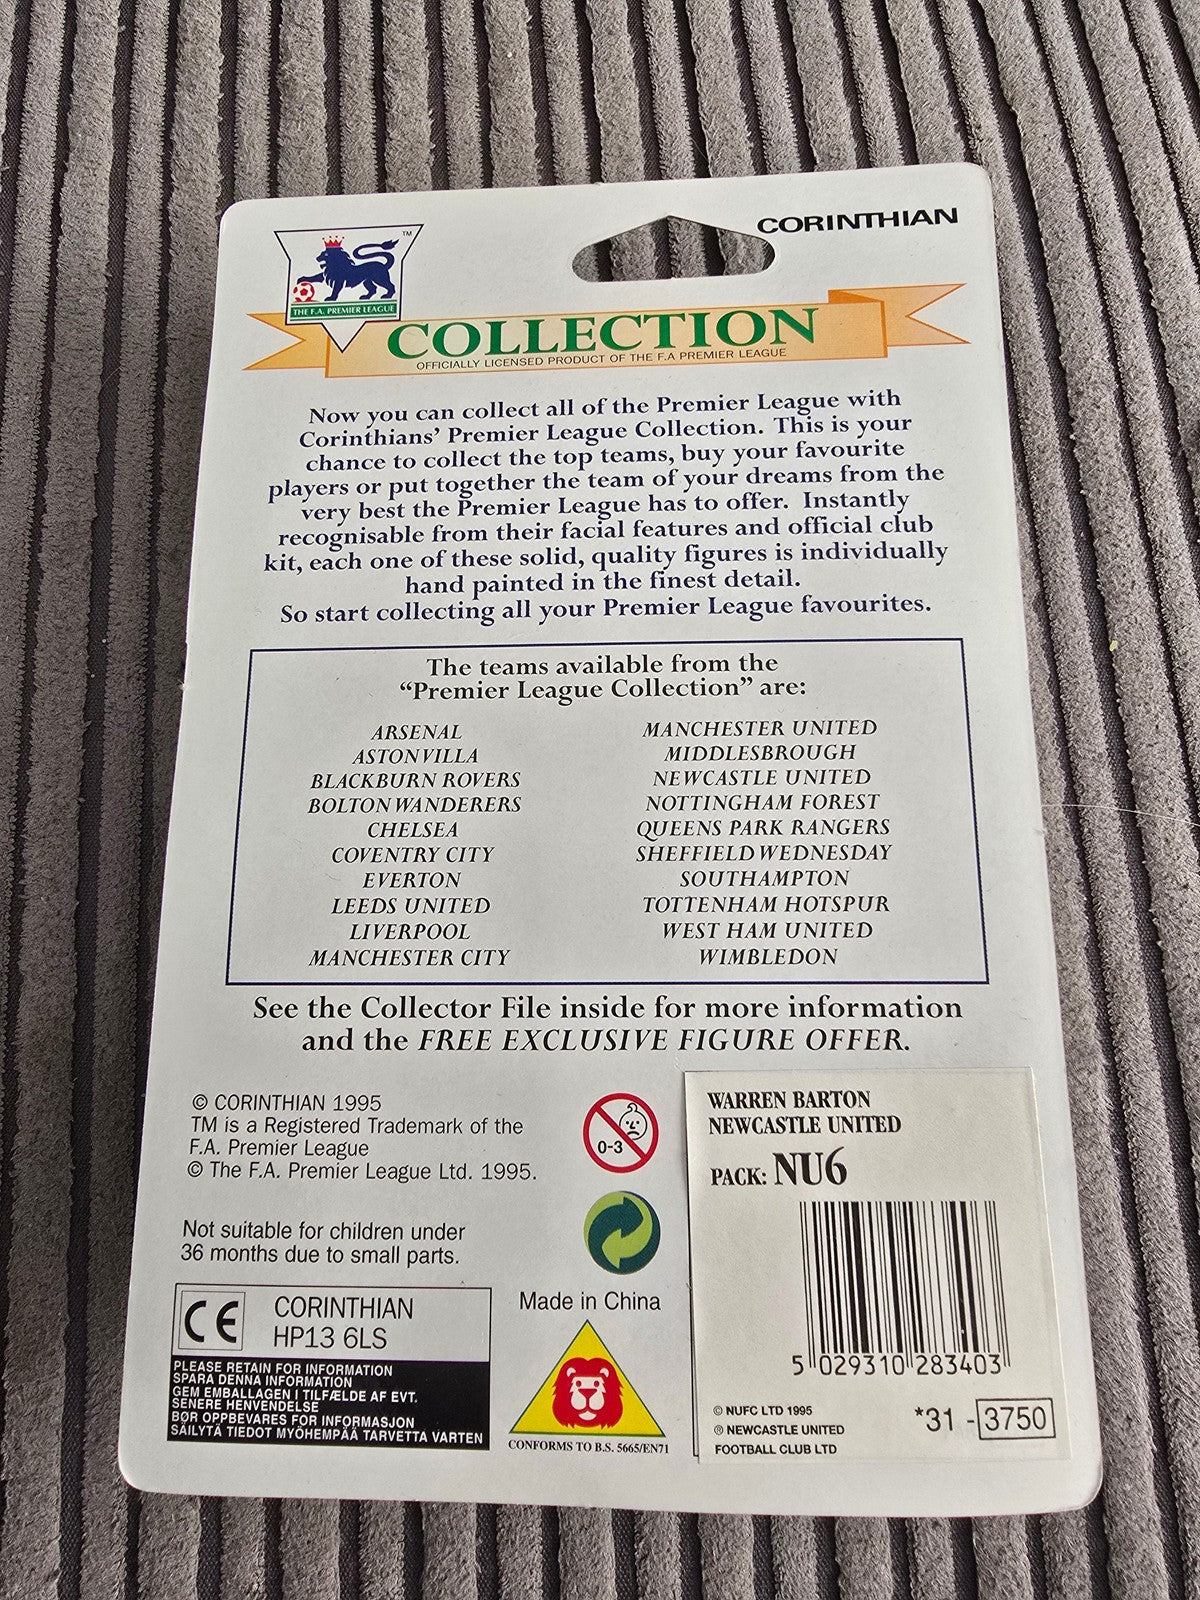 CORINTHIAN
TM
THE F.A. PREMIER LEAGUE
COLLECTION
OFFICIALLY LICENSED PRODUCT OF THE F.A PREMIER LEAGUE
Now you can collect all of the Premier League with
Corinthians' Premier League Collection. This is your
chance to collect the top teams, buy your favourite
players or put together the team of your dreams from the
very best the Premier League has to offer. Instantly
recognisable from their facial features and official club
kit, each one of these solid, quality figures is individually
hand painted in the finest detail.
So start collecting all your Premier League favourites.
The teams available from the
“Premier League Collection” are:
ARSENAL
ASTON VILLA
BLACKBURN ROVERS
BOLTON WANDERERS
CHELSEA
COVENTRY CITY
EVERTON
LEEDS UNITED
LIVERPOOL
MANCHESTER CITY
MANCHESTER UNITED
MIDDLESBROUGH
NEWCASTLE UNITED
NOTTINGHAM FOREST
QUEENS PARK RANGERS
SHEFFIELD WEDNESDAY
SOUTHAMPTON
TOTTENHAM HOTSPUR
WEST HAM UNITED
WIMBLEDON
See the Collector File inside for more information
and the FREE EXCLUSIVE FIGURE OFFER.
© CORINTHIAN 1995
TM is a Registered Trademark of the
F.A. Premier League
© The F.A. Premier League Ltd. 1995.
Not suitable for children under
36 months due to small parts.
CE
CORINTHIAN
HP13 6LS
PLEASE RETAIN FOR INFORMATION
SPARA DENNA INFORMATION
GEM EMBALLAGEN I TILFÆLDE AF EVT.
SENERE HENVENDELSE
BØR OPPBEVARES FOR INFORMASJON
SÄILYTÄ TIEDOT MYÖHEMPÄÄ TARVETTA VARTEN
0-3
Made in China
CONFORMS TO B.S. 5665/EN71
WARREN BARTON
NEWCASTLE UNITED
PACK: NU6
5 029310 283403
© NUFC LTD 1995
® NEWCASTLE UNITED
FOOTBALL CLUB LTD
*31 - 3750